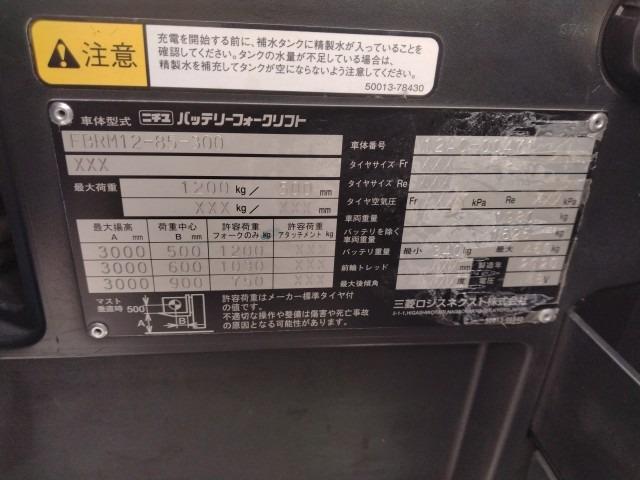 注意
充電を開始する前に、補水タンクに精製水が入っていることを
確認してください。タンクの水量が不足している場合は、
精製水を補充してタンクが空にならないよう注意してください。
50013-78430
車体型式 ニチユ バッテリーフォークリフト
FBRM12-85-300
XXX
最大荷重 1200 kg/ 500 mm
XXX kg/ XXX mm
最大揚高 A mm 荷重中心 B mm 許容荷重 フォークのみ kg 許容荷重 アタッチメント kg
3000 500 1200 XXX
3000 600 1030 XXX
3000 900 750 XXX
マスト垂直時 500 A B
許容荷重はメーカー標準タイヤ付
の値です。
不適切な操作や整備は傷害や死亡事故
の原因となる可能性があります。
車体番号
タイヤサイズ Fr
タイヤサイズ Re
タイヤ空気圧 Fr kPa Re kPa
車両重量 kg
バッテリを除く車両重量 kg
バッテリ重量 最小 最大
前輪トレッド
最大後傾角 度 電圧 V
三菱ロジスネクスト株式会社